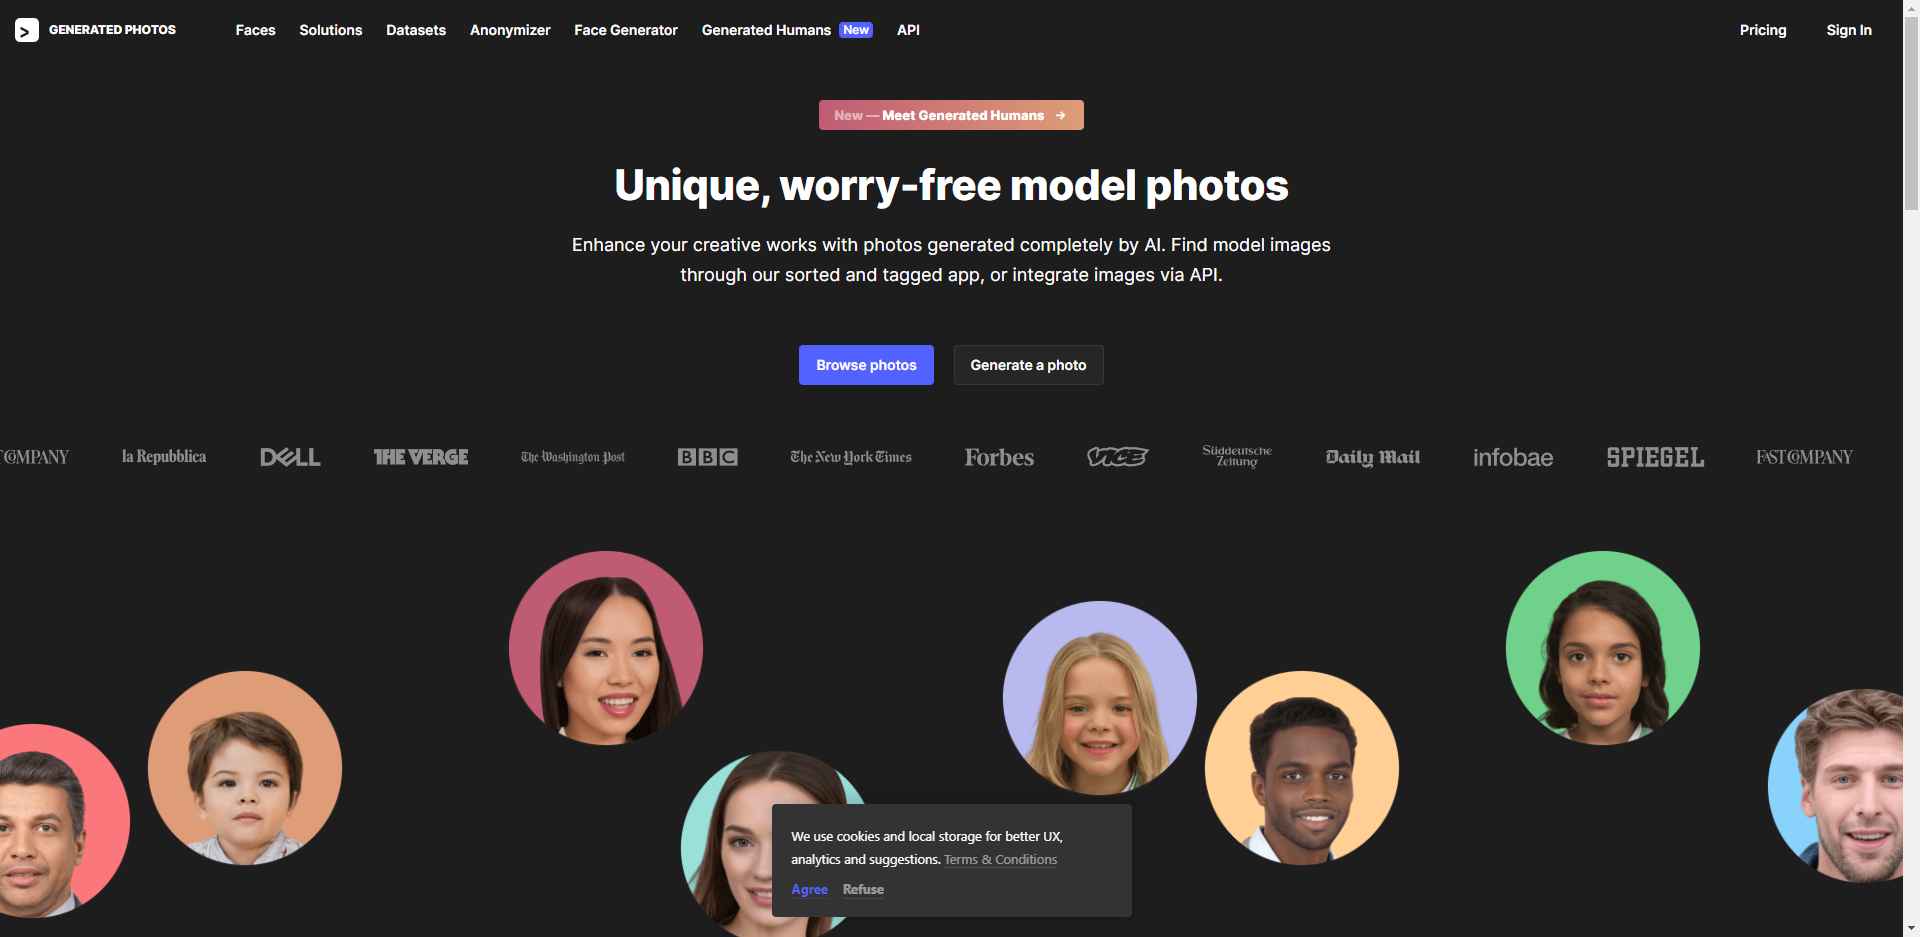 GENERATED PHOTOS
Faces
Solutions
Datasets
Anonymizer
Face Generator
Generated Humans New
API
Pricing
Sign In
New — Meet Generated Humans →
Unique, worry-free model photos
Enhance your creative works with photos generated completely by AI. Find model images
through our sorted and tagged app, or integrate images via API.
Browse photos
Generate a photo
T COMPANY
la Repubblica
DELL
THE VERGE
The Washington Post
BBC
The New York Times
Forbes
VICE
Süddeutsche
Zeitung
Daily Mail
infobae
SPIEGEL
FAST COMPANY
We use cookies and local storage for better UX,
analytics and suggestions. Terms & Conditions
Agree
Refuse